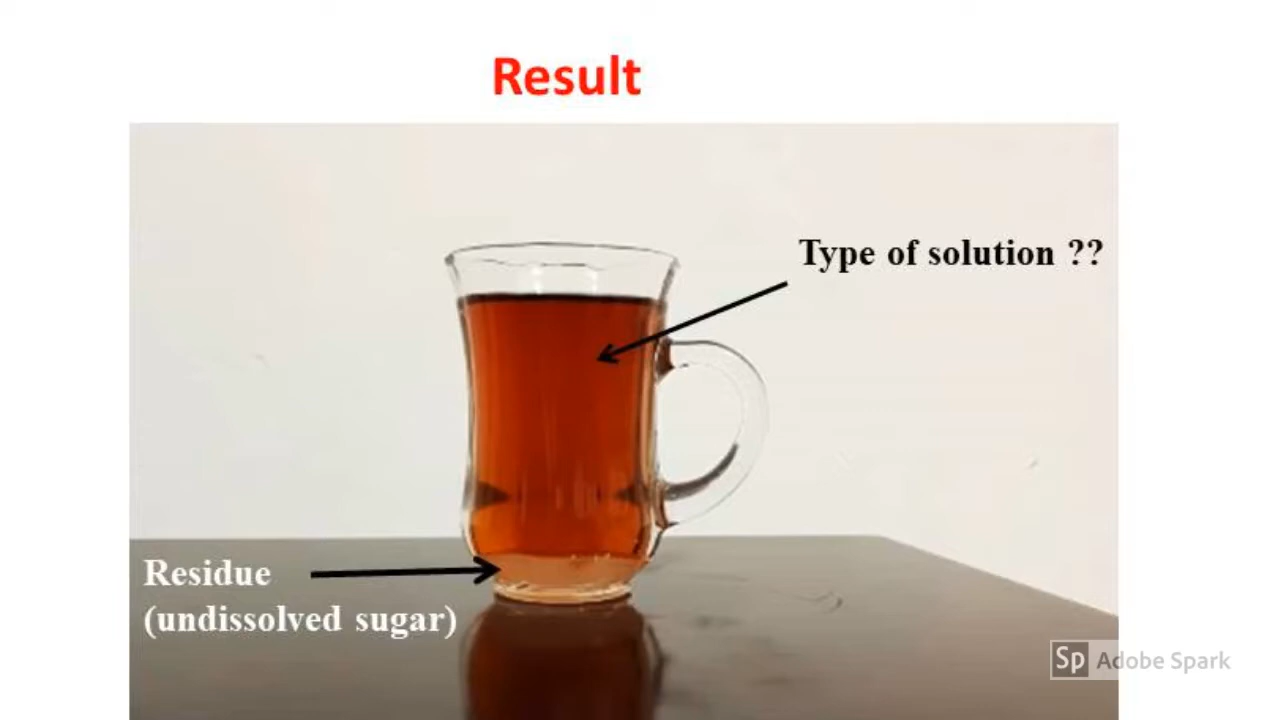 Result
Type of solution ??
Residue
(undissolved sugar)
Sp Adobe Spark